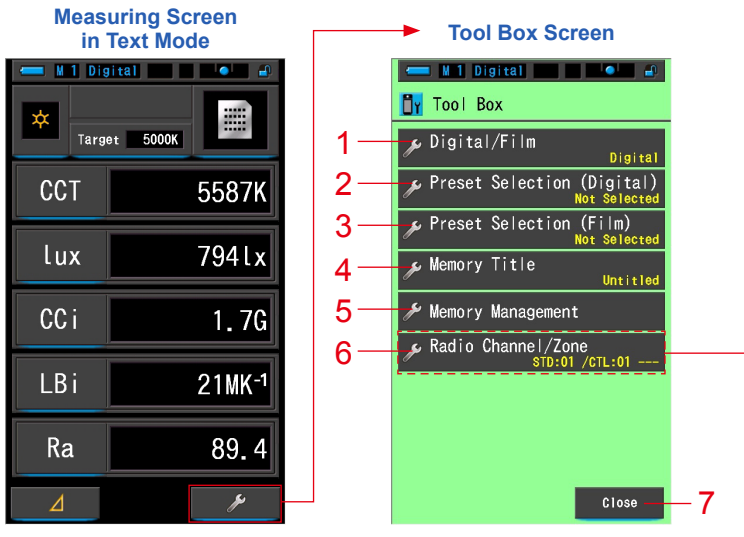 Measuring Screen
in Text Mode
M 1 Digital
Target 5000K
CCT 5587K
lux 794lx
CCi 1.7G
LBi 21MK-1
Ra 89.4
Tool Box Screen
M 1 Digital
Tool Box
1 Digital/Film
Digital
2 Preset Selection (Digital)
Not Selected
3 Preset Selection (Film)
Not Selected
4 Memory Title
Untitled
5 Memory Management
6 Radio Channel/Zone
STD:01 /CTL:01 ---
Close 7